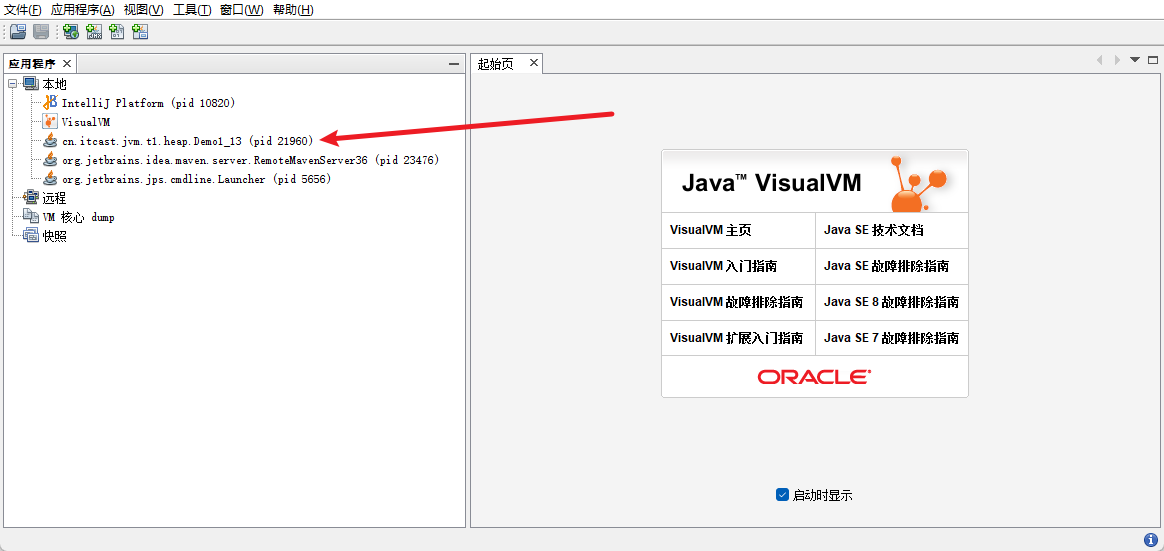 文件(F) 应用程序(A) 视图(V) 工具(T) 窗口(W) 帮助(H)
应用程序
起始页
本地
IntelliJ Platform (pid 10820)
VisualVM
cn.itcast.jvm.t1.heap.Demo1_13 (pid 21960)
org.jetbrains.idea.maven.server.RemoteMavenServer36 (pid 23476)
org.jetbrains.jps.cmdline.Launcher (pid 5656)
远程
VM 核心 dump
快照
Java™ VisualVM
VisualVM 主页 Java SE 技术文档
VisualVM 入门指南 Java SE 故障排除指南
VisualVM 故障排除指南 Java SE 8 故障排除指南
VisualVM 扩展入门指南 Java SE 7 故障排除指南
ORACLE®
启动时显示